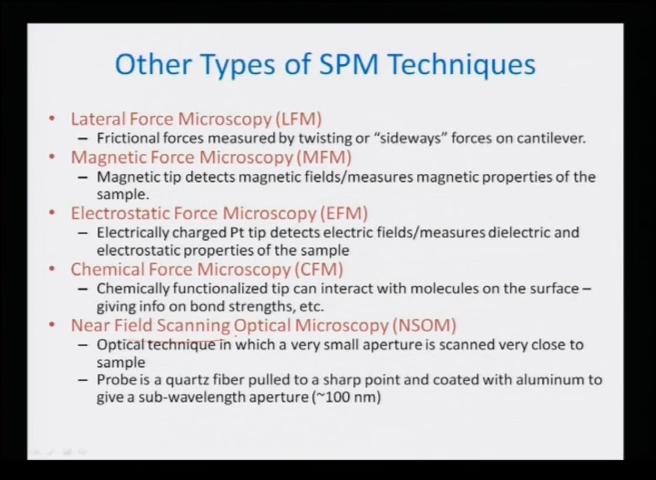 Other Types of SPM Techniques
• Lateral Force Microscopy (LFM)
– Frictional forces measured by twisting or “sideways” forces on cantilever.
• Magnetic Force Microscopy (MFM)
– Magnetic tip detects magnetic fields/measures magnetic properties of the
sample.
• Electrostatic Force Microscopy (EFM)
– Electrically charged Pt tip detects electric fields/measures dielectric and
electrostatic properties of the sample
• Chemical Force Microscopy (CFM)
– Chemically functionalized tip can interact with molecules on the surface –
giving info on bond strengths, etc.
• Near Field Scanning Optical Microscopy (NSOM)
– Optical technique in which a very small aperture is scanned very close to
sample
– Probe is a quartz fiber pulled to a sharp point and coated with aluminum to
give a sub-wavelength aperture (~100 nm)